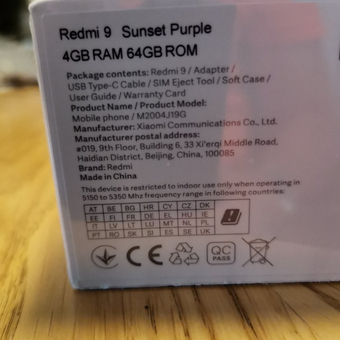 Redmi 9 Sunset Purple
4GB RAM 64GB ROM
Package contents: Redmi 9 / Adapter /
USB Type-C Cable / SIM Eject Tool / Soft Case /
User Guide / Warranty Card
Product Name / Product Model:
Mobile phone / M2004J19G
Manufacturer: Xiaomi Communications Co., Ltd.
Manufacturer postal address:
#019, 9th Floor, Building 6, 33 Xi'erqi Middle Road,
Haidian District, Beijing, China, 100085
Brand: Redmi
Made in China
This device is restricted to indoor use only when operating in
5150 to 5350 Mhz frequency range in following countries:
AT BE BG HR CY CZ DK
EE FI FR DE EL HU IE
IT LV LT LU MT NL PL
PT RO SK SI ES SE UK
CE
QC
PASS